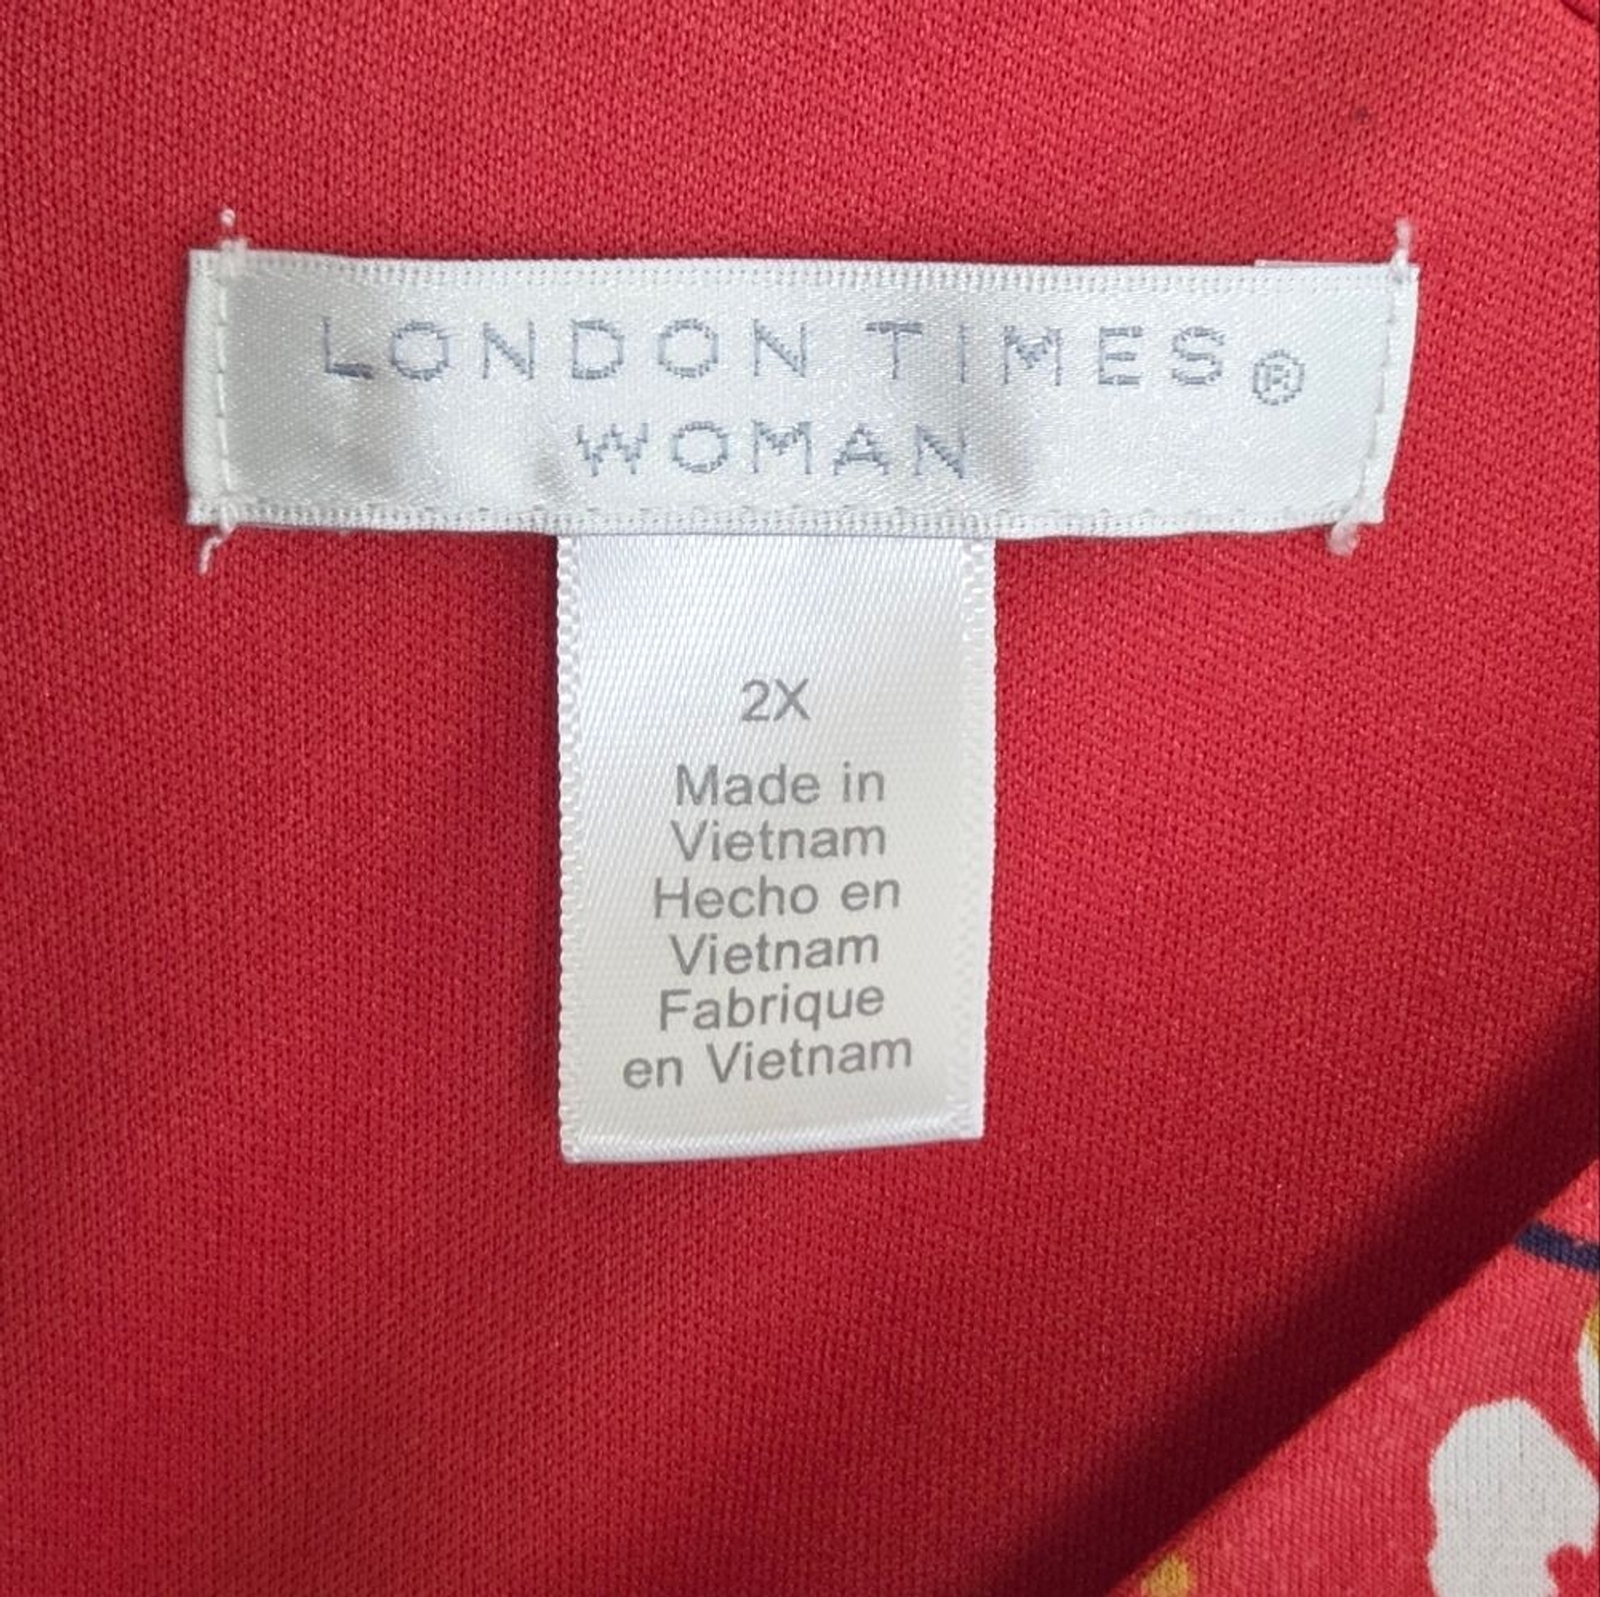 LONDON TIMES®
WOMAN
2X
Made in
Vietnam
Hecho en
Vietnam
Fabrique
en Vietnam